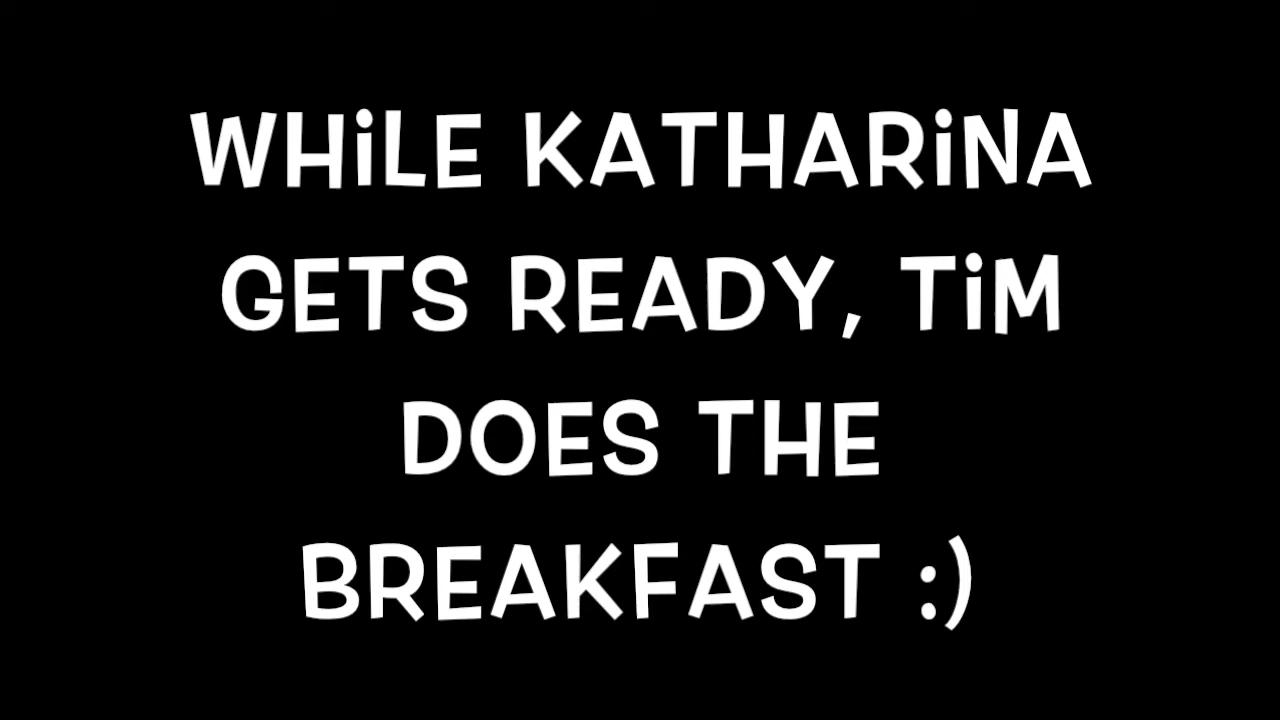 WHiLE KATHARiNA
GETS READY, TiM
DOES THE
BREAKFAST :)